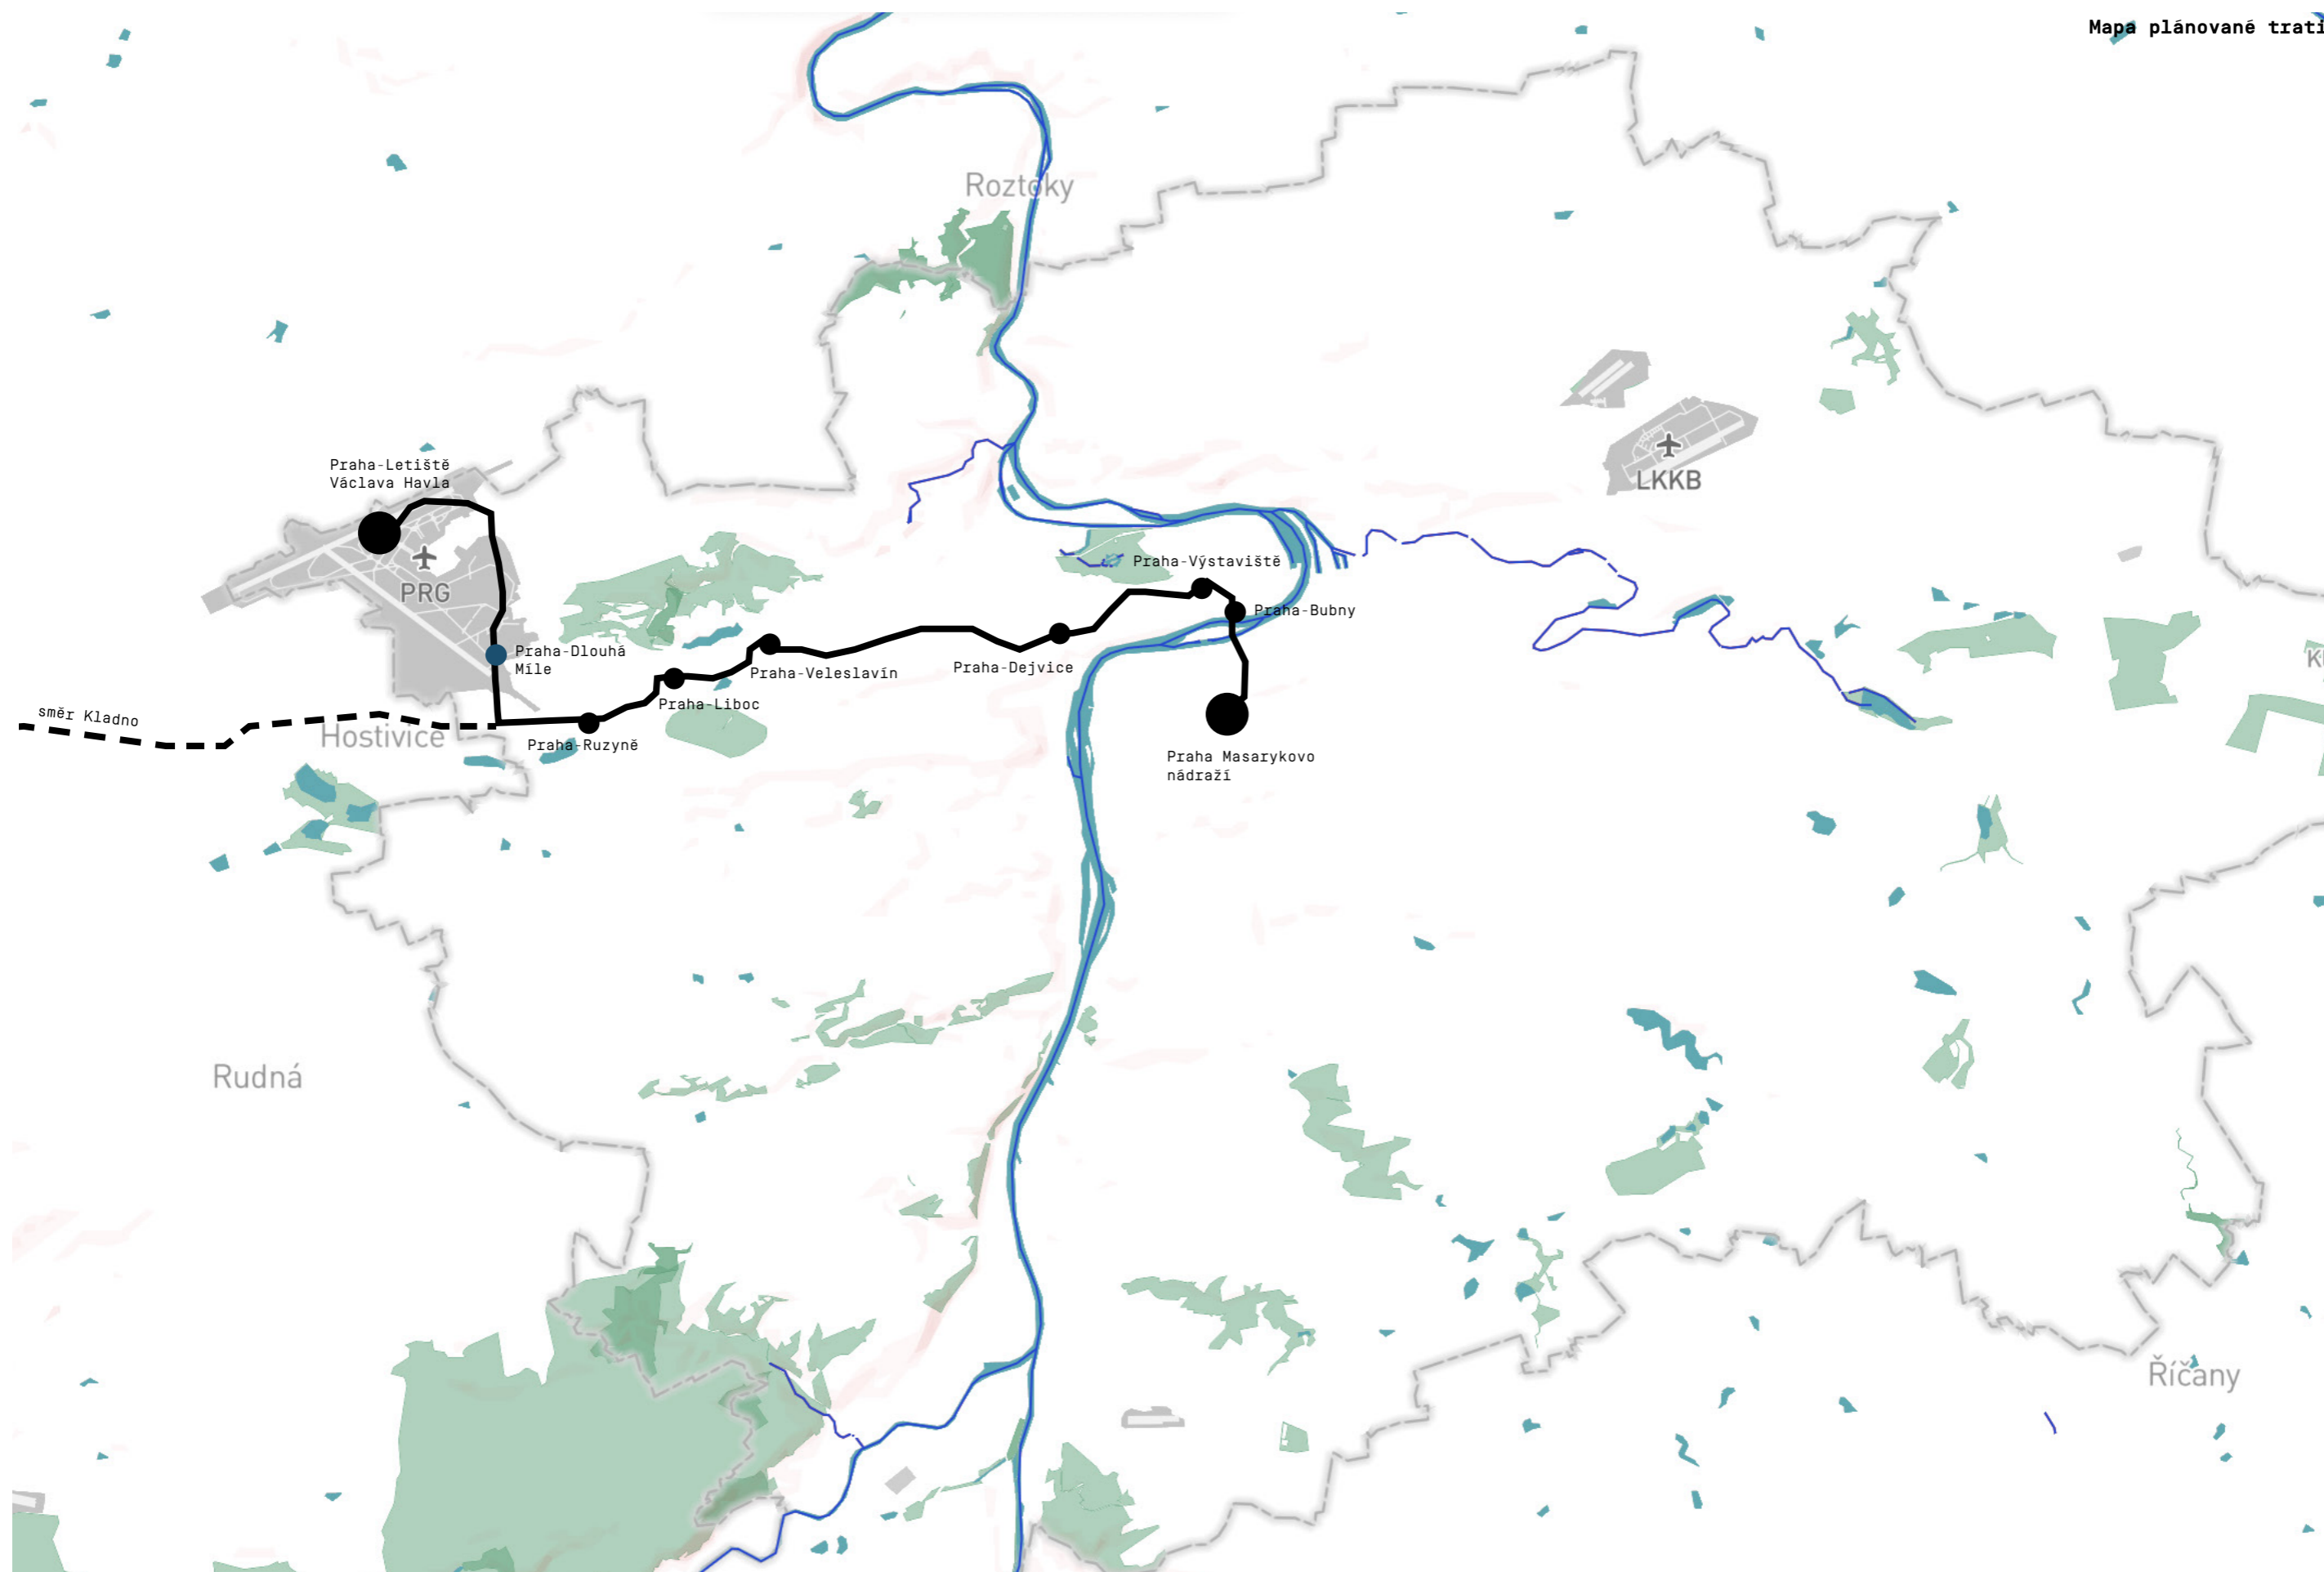 Mapa plánované trati
Roztoky
Praha-Letiště
Václava Havla
LKKB
Praha-Výstaviště
PRG
Praha-Bubny
Praha-Dlouhá
Míle
Praha-Veleslavín
Praha-Dejvice
Praha-Liboc
směr Kladno
Hostivice
Praha-Ruzyně
Praha Masarykovo
nádraží
Rudná
Říčany